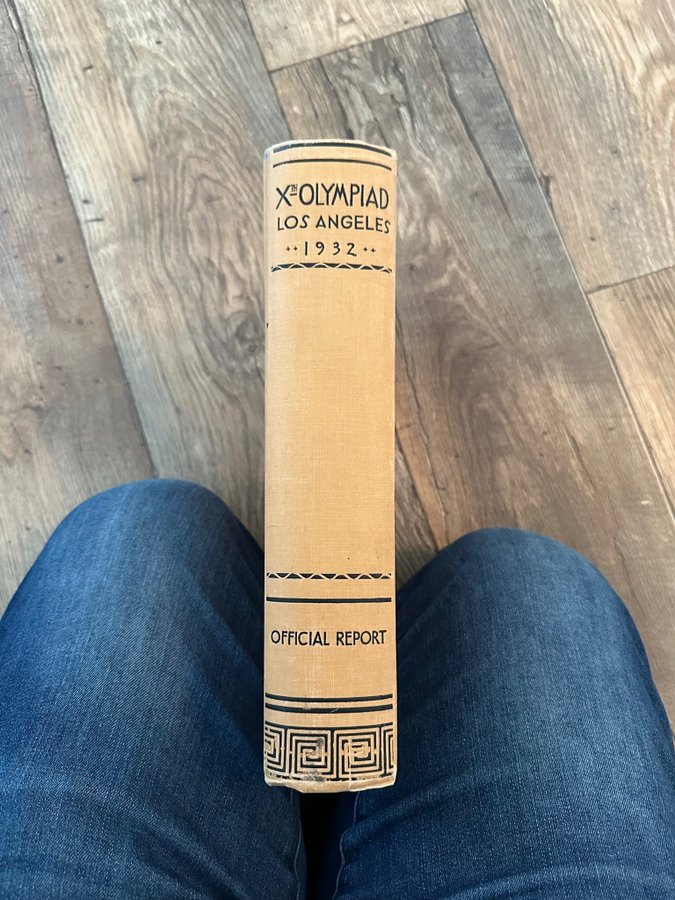 Xᵀᴴ OLYMPIAD
LOS ANGELES
1932
OFFICIAL REPORT